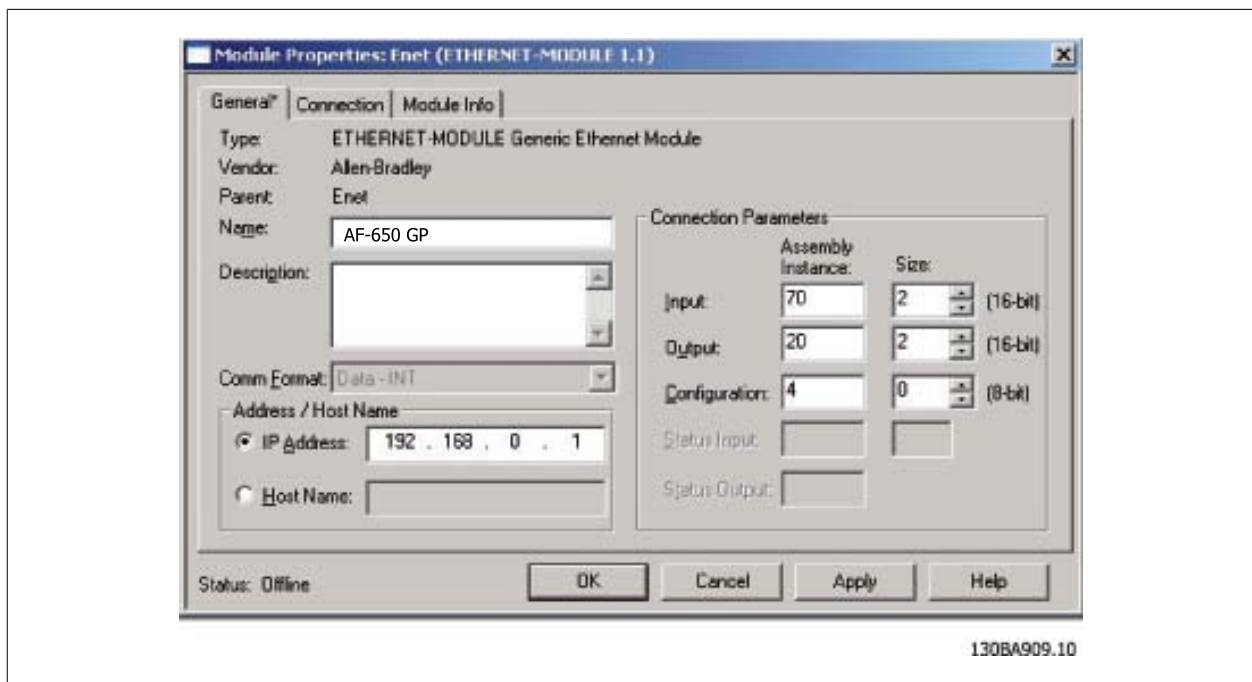 Module Properties: Enet (ETHERNET-MODULE 1.1)
General* Connection Module Info
Type: ETHERNET-MODULE Generic Ethernet Module
Vendor: Allen-Bradley
Parent: Enet
Name: AF-650 GP
Description:
Comm Format: Data - INT
Address / Host Name
IP Address: 192 . 168 . 0 . 1
Host Name:
Connection Parameters
Assembly
Instance: Size:
Input: 70 2 (16-bit)
Output: 20 2 (16-bit)
Configuration: 4 0 (8-bit)
Status Input:
Status Output:
Status: Offline
OK Cancel Apply Help
130BA909.10